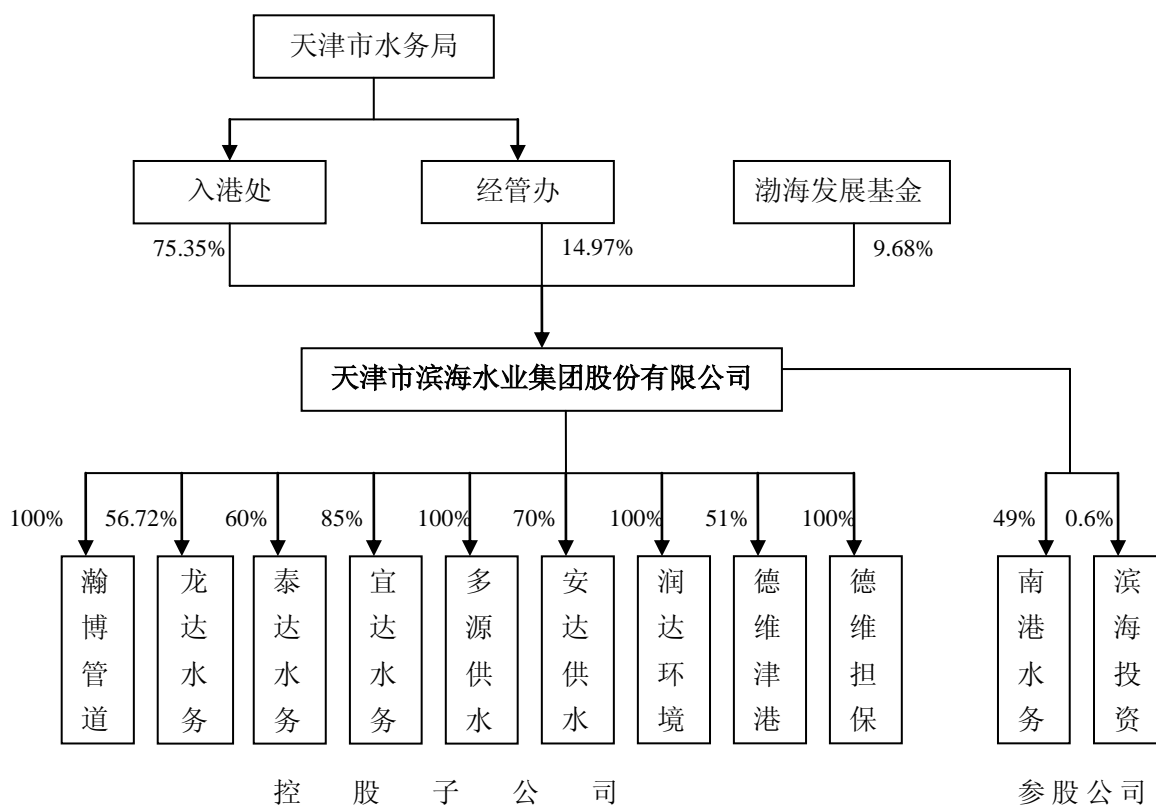 天津市水务局
入港处
经管办
渤海发展基金
75.35%
14.97%
9.68%
天津市滨海水业集团股份有限公司
100%
56.72%
60%
85%
100%
70%
100%
51%
100%
49%
0.6%
瀚博管道
龙达水务
泰达水务
宜达水务
多源供水
安达供水
润达环境
德维津港
德维担保
南港水务
滨海投资
控股子公司
参股公司